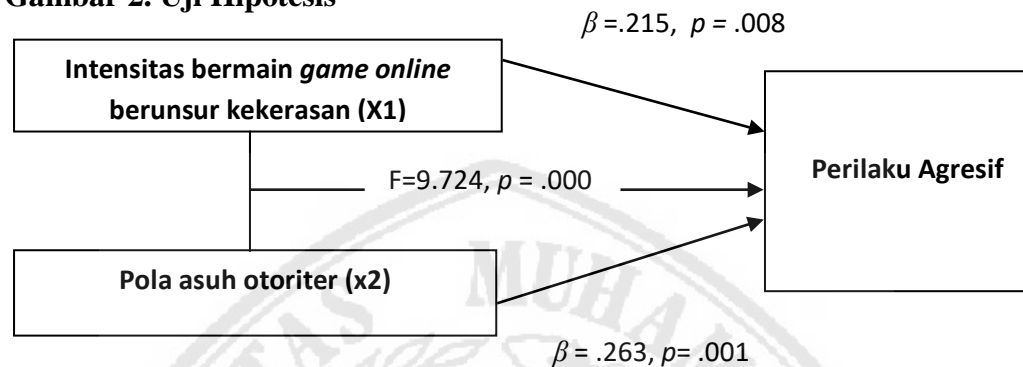 Gambar 2. Uji Hipotesis
β =.215, p = .008
Intensitas bermain game online
berunsur kekerasan (X1)
Perilaku Agresif
F=9.724, p = .000
Pola asuh otoriter (x2)
MUHA
β = .263, p= .001